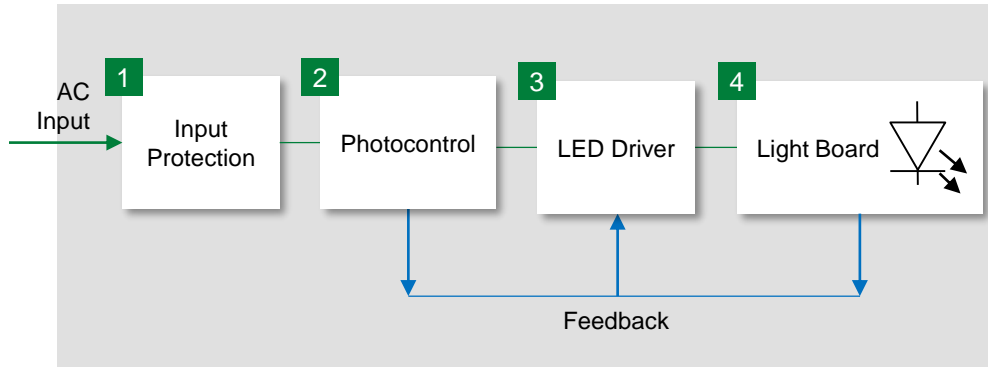 1
2
3
4
AC
Input
Input
Protection
Photocontrol
LED Driver
Light Board
Feedback